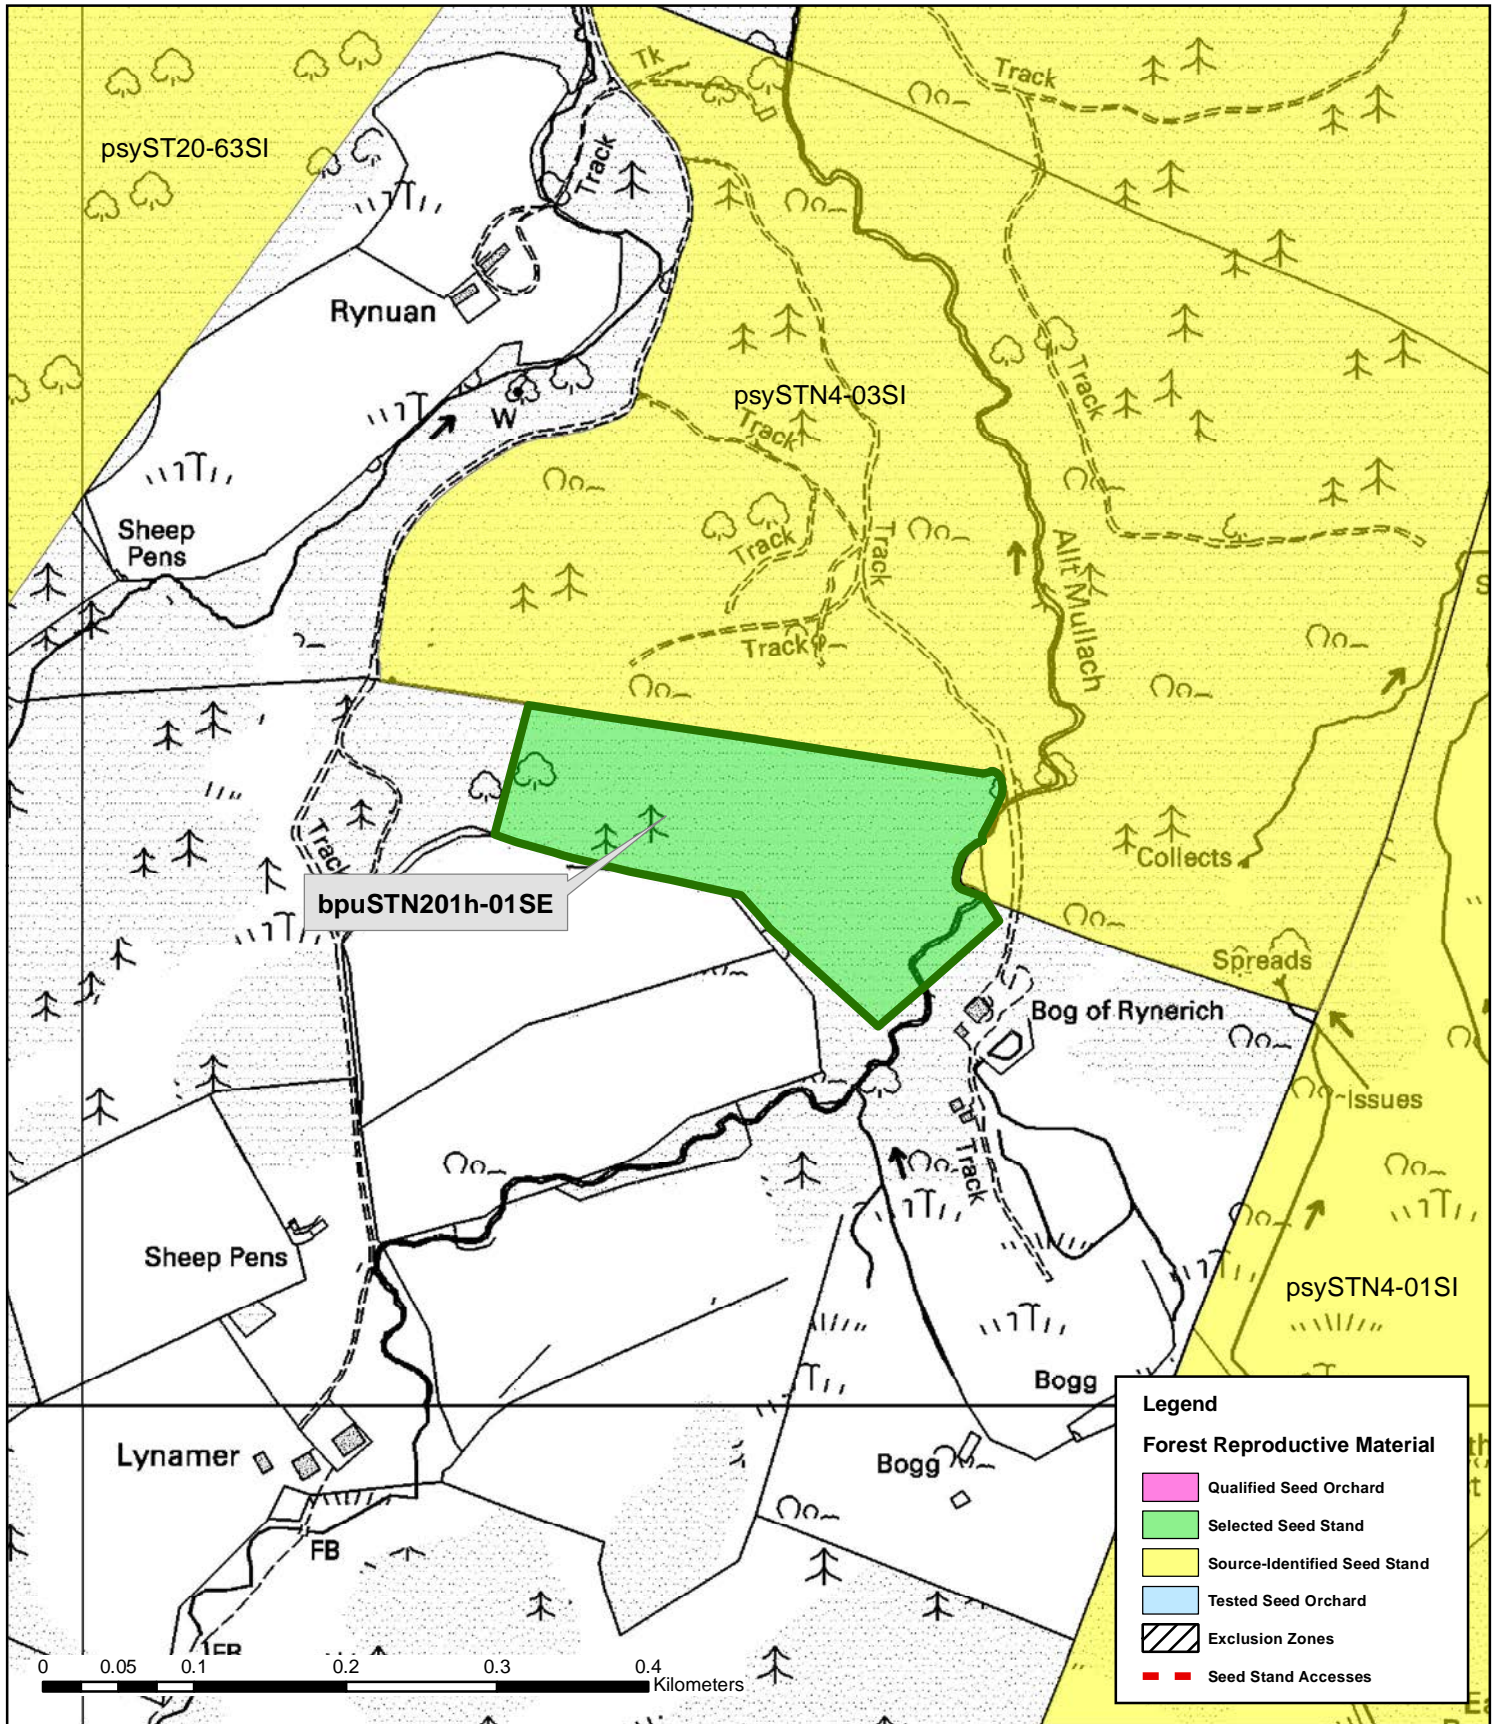 Tk
Track
psyST20-63SI
Track
Rynuan
psySTN4-03SI
Track
W
Track
Sheep
Pens
Track
Track
Allt Mullach
Track
Track
Collects
bpuSTN201h-01SE
Spreads
Bog of Rynerich
Issues
Track
Sheep Pens
psySTN4-01SI
Bogg
Lynamer
Bogg
FB
FB
Legend
Forest Reproductive Material
Qualified Seed Orchard
Selected Seed Stand
Source-Identified Seed Stand
Tested Seed Orchard
Exclusion Zones
Seed Stand Accesses
0 0.05 0.1 0.2 0.3 0.4
Kilometers